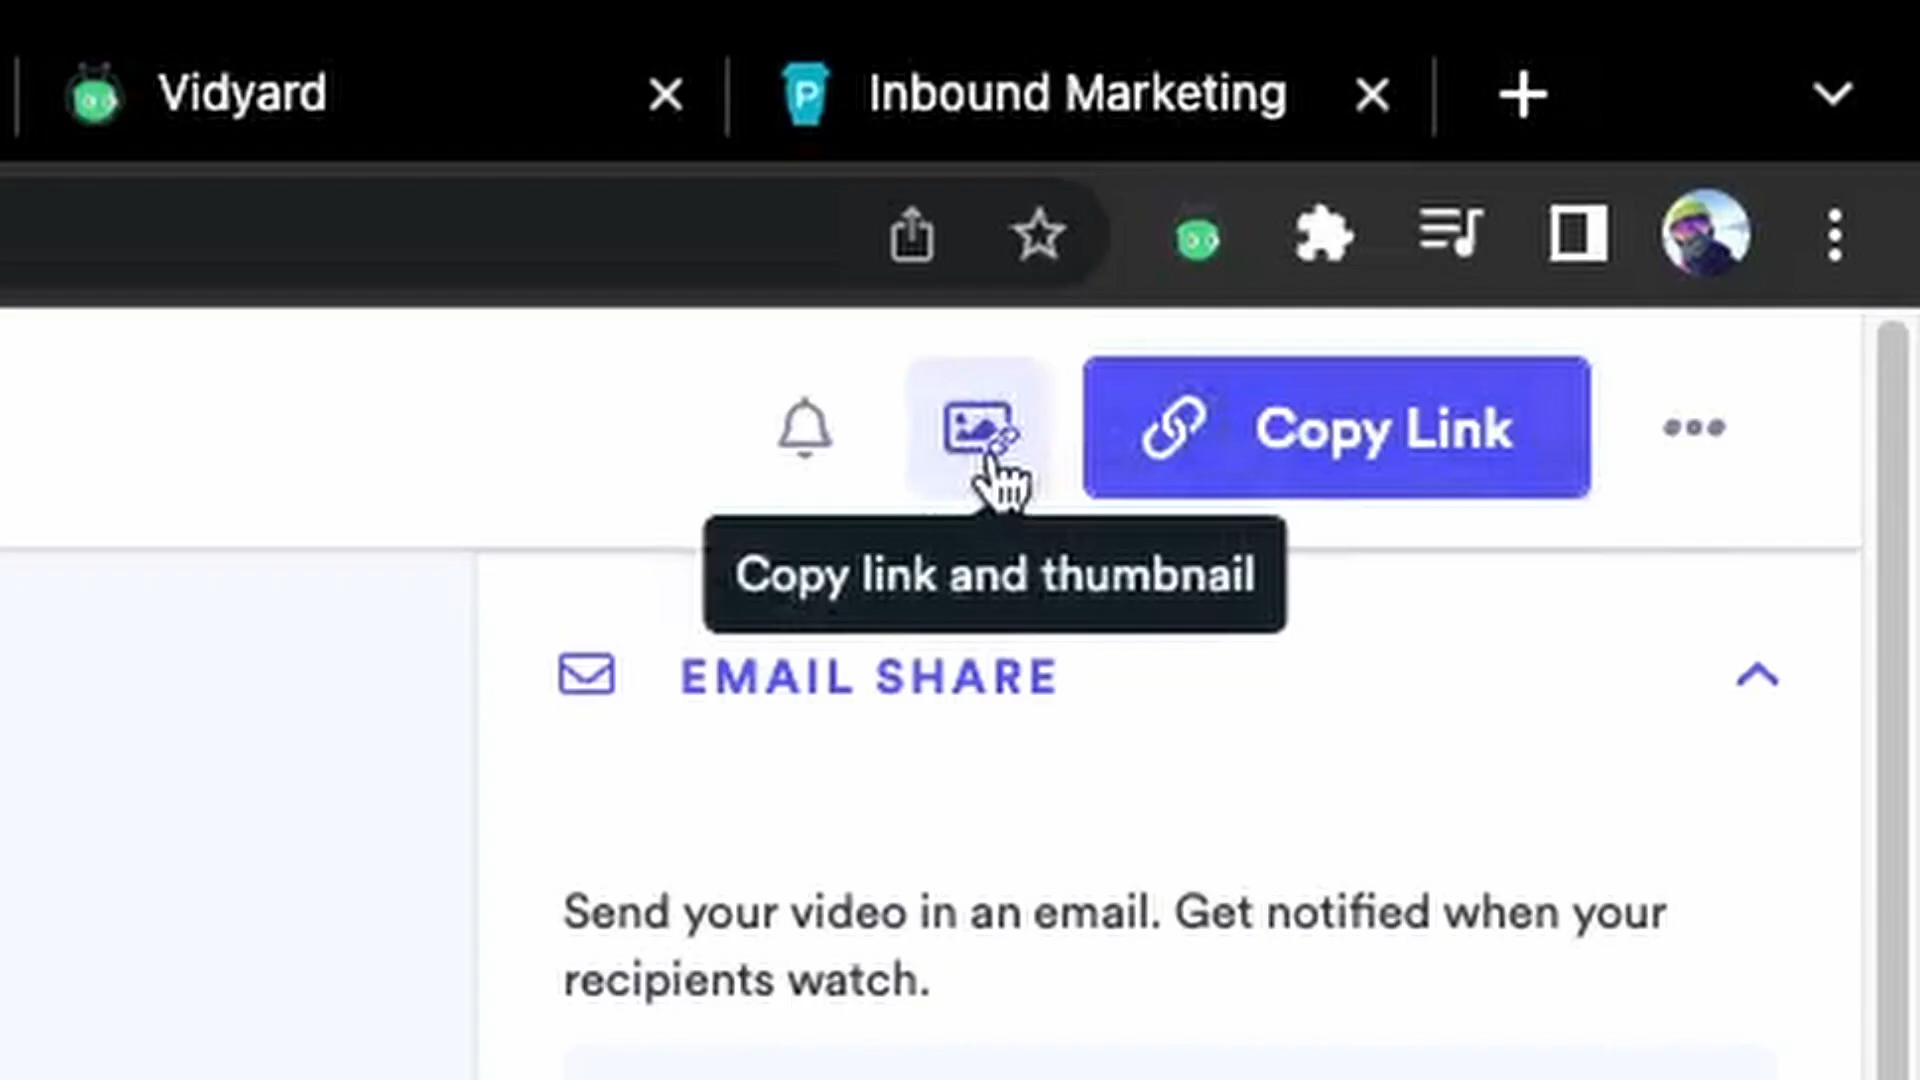 Vidyard
Inbound Marketing
Copy Link
Copy link and thumbnail
EMAIL SHARE
Send your video in an email. Get notified when your
recipients watch.